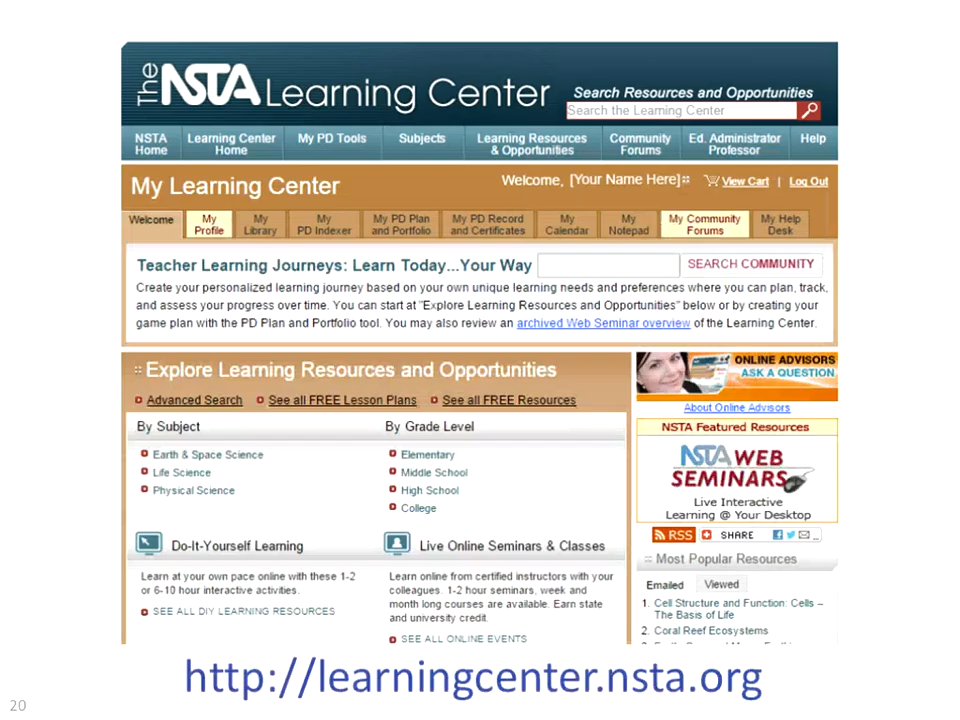 The NSTA Learning Center
Search Resources and Opportunities
Search the Learning Center
NSTA Home
Learning Center Home
My PD Tools
Subjects
Learning Resources & Opportunities
Community Forums
Ed. Administrator Professor
Help
My Learning Center
Welcome, [Your Name Here]
View Cart | Log Out
Welcome
My Profile
My Library
My PD Indexer
My PD Plan and Portfolio
My PD Record and Certificates
My Calendar
My Notepad
My Community Forums
My Help Desk
Teacher Learning Journeys: Learn Today...Your Way
SEARCH COMMUNITY
Create your personalized learning journey based on your own unique learning needs and preferences where you can plan, track,
and assess your progress over time. You can start at "Explore Learning Resources and Opportunities" below or by creating your
game plan with the PD Plan and Portfolio tool. You may also review an archived Web Seminar overview of the Learning Center.
Explore Learning Resources and Opportunities
Advanced Search
See all FREE Lesson Plans
See all FREE Resources
By Subject
Earth & Space Science
Life Science
Physical Science
By Grade Level
Elementary
Middle School
High School
College
Do-It-Yourself Learning
Learn at your own pace online with these 1-2
or 6-10 hour interactive activities.
SEE ALL DIY LEARNING RESOURCES
Live Online Seminars & Classes
Learn online from certified instructors with your
colleagues. 1-2 hour seminars, week and
month long courses are available. Earn state
and university credit.
SEE ALL ONLINE EVENTS
ONLINE ADVISORS
ASK A QUESTION
About Online Advisors
NSTA Featured Resources
NSTA WEB
SEMINARS
Live Interactive
Learning @ Your Desktop
RSS
SHARE
Most Popular Resources
Emailed
Viewed
1. Cell Structure and Function: Cells –
The Basis of Life
2. Coral Reef Ecosystems
http://learningcenter.nsta.org
20